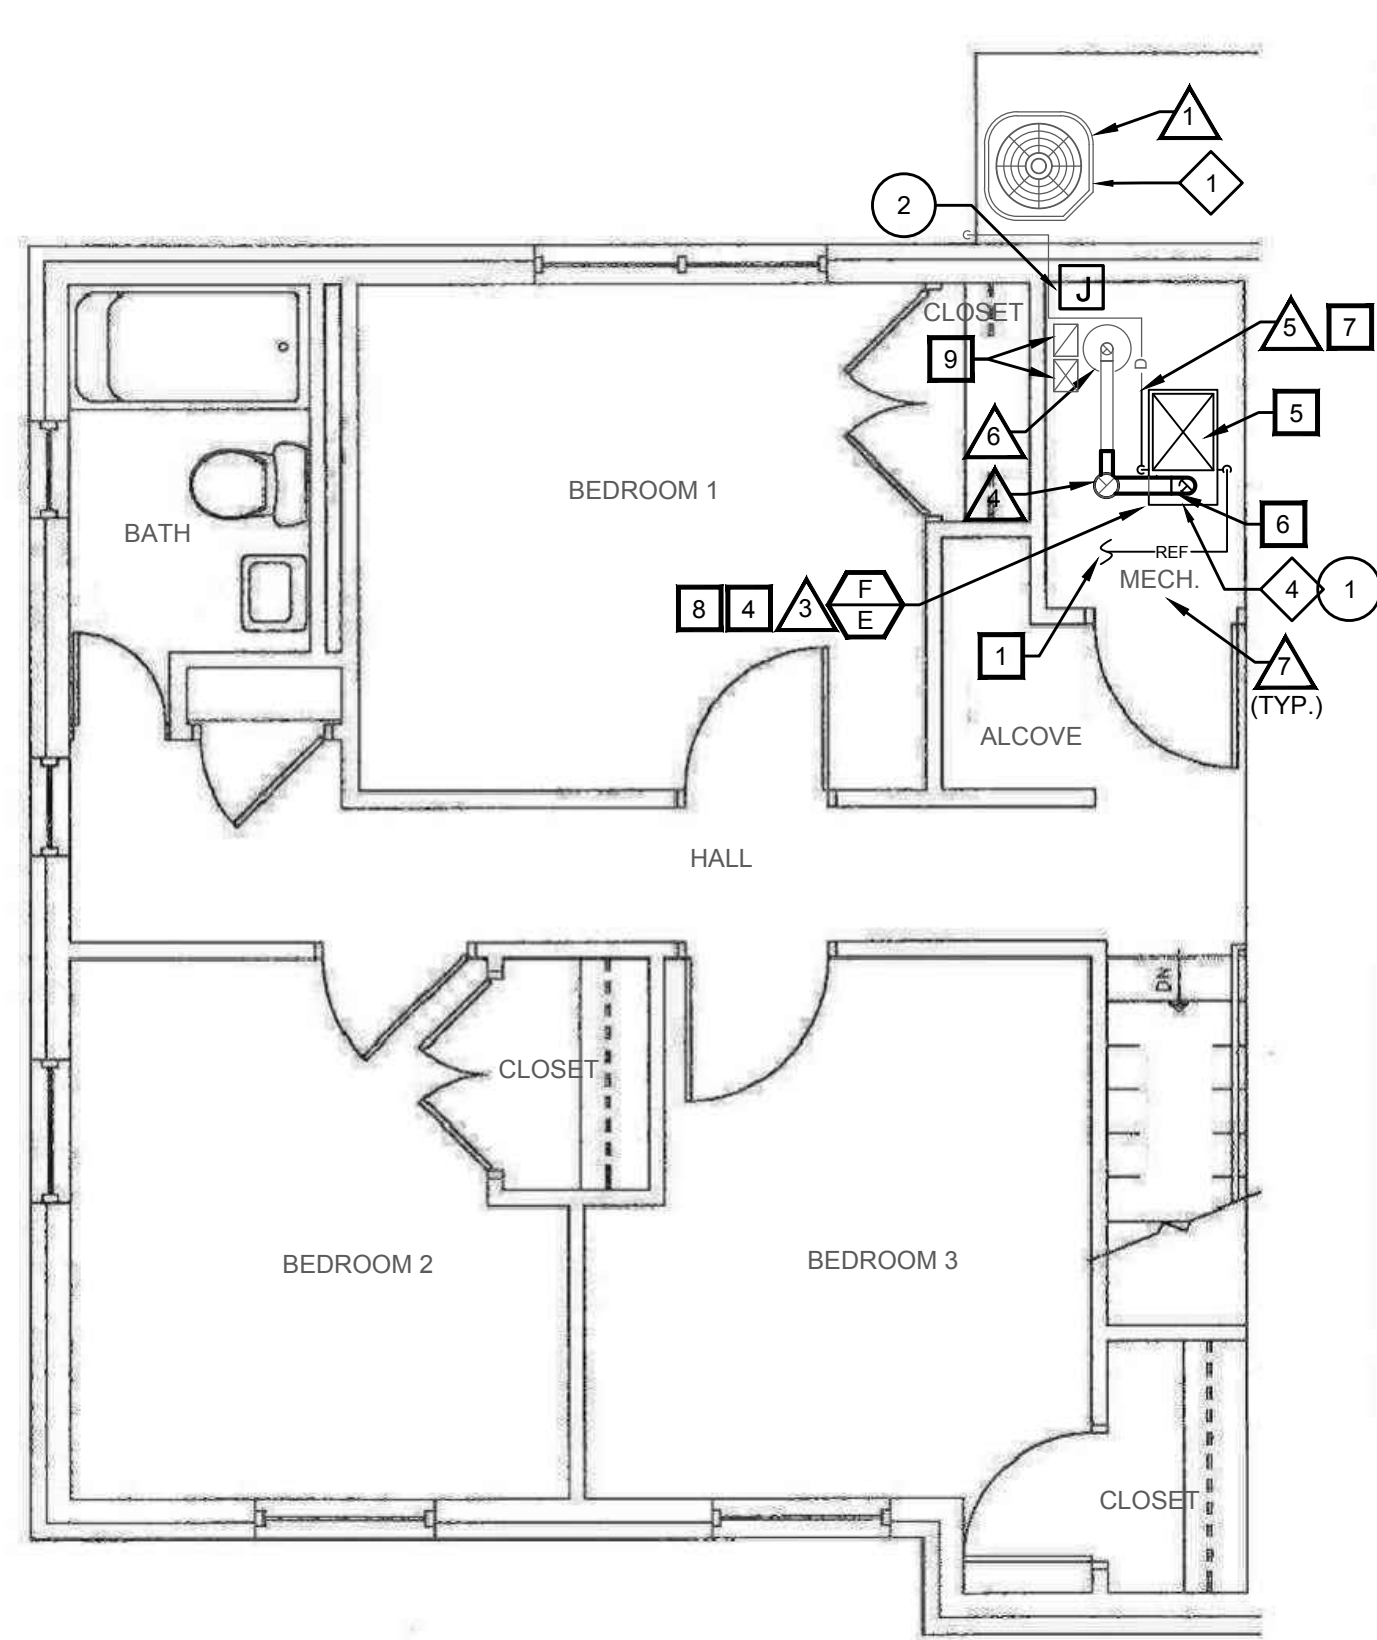 1
1
2
J
CLOSET
5 7
9
D
5
6
BEDROOM 1
4
6
BATH
REF
MECH.
4 1
8 4 3 F
E
1
7
(TYP.)
ALCOVE
HALL
DN
CLOSET
BEDROOM 2
BEDROOM 3
CLOSET